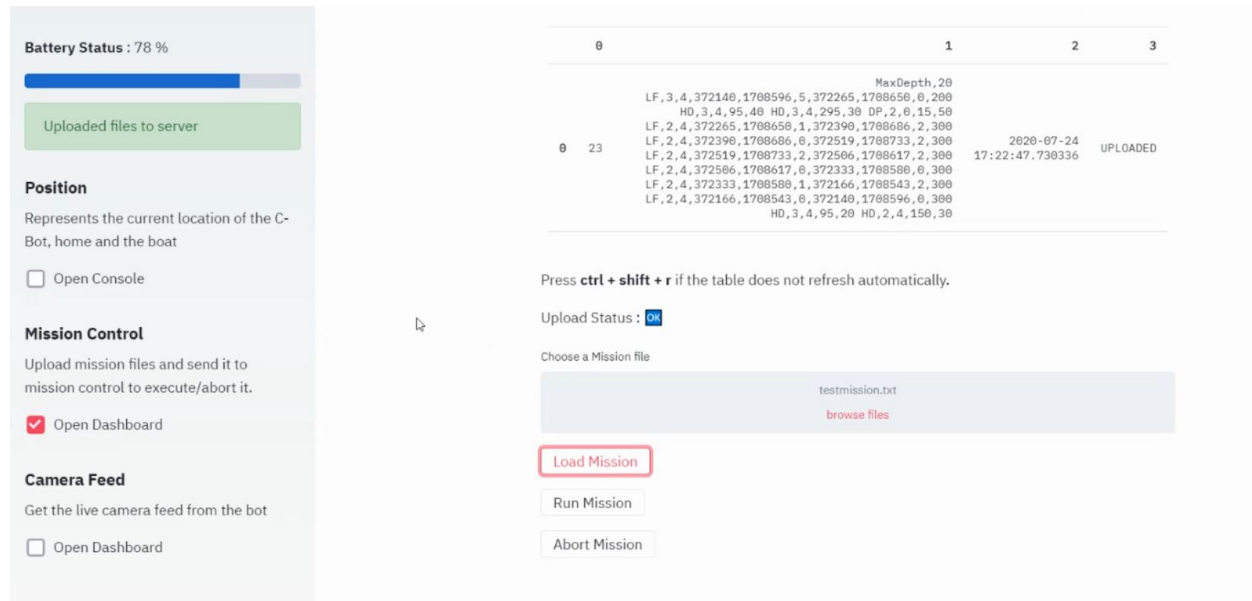 Battery Status : 78 %
Uploaded files to server
Position
Represents the current location of the C-
Bot, home and the boat
Open Console
Mission Control
Upload mission files and send it to
mission control to execute/abort it.
Open Dashboard
Camera Feed
Get the live camera feed from the bot
Open Dashboard
0 1 2 3
MaxDepth,20
LF,3,4,372140,1708596,5,372265,1708650,0,200
HD,3,4,95,40 HD,3,4,295,30 DP,2,0,15,50
LF,2,4,372265,1708650,1,372390,1708686,2,300
LF,2,4,372390,1708686,0,372519,1708733,2,300
0 23 LF,2,4,372519,1708733,2,372506,1708617,2,300 2020-07-24 17:22:47.730336 UPLOADED
LF,2,4,372506,1708617,0,372333,1708580,0,300
LF,2,4,372333,1708580,1,372166,1708543,2,300
LF,2,4,372166,1708543,0,372140,1708596,0,300
HD,3,4,95,20 HD,2,4,150,30
Press ctrl + shift + r if the table does not refresh automatically.
Upload Status : OK
Choose a Mission file
testmission.txt
browse files
Load Mission
Run Mission
Abort Mission